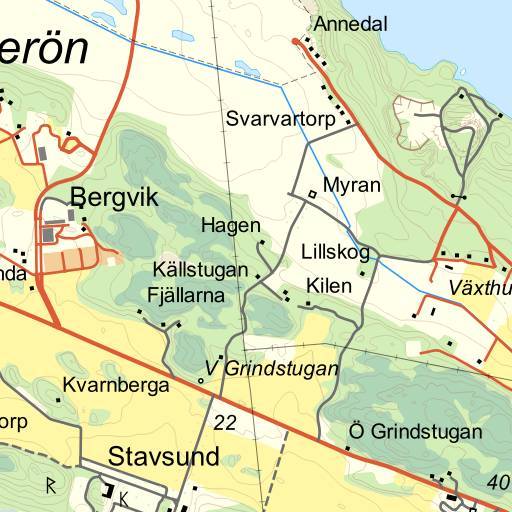 Annedal
erön
Svarvartorp
Myran
Bergvik
Hagen
Lillskog
Källstugan
nda
Kilen
Växthu
Fjällarna
V Grindstugan
Kvarnberga
orp
22
Ö Grindstugan
Stavsund
40
R
K